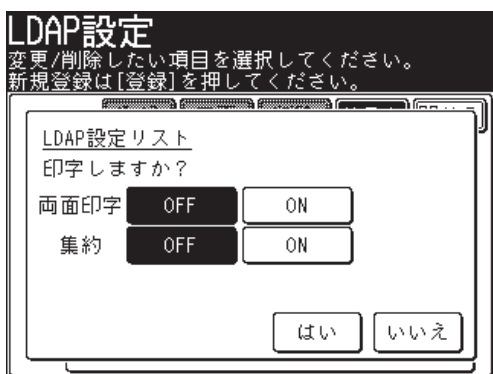 LDAP設定
変更/削除したい項目を選択してください。
新規登録は[登録]を押してください。
LDAP設定リスト
印字しますか？
両面印字 OFF ON
集約 OFF ON
はい いいえ